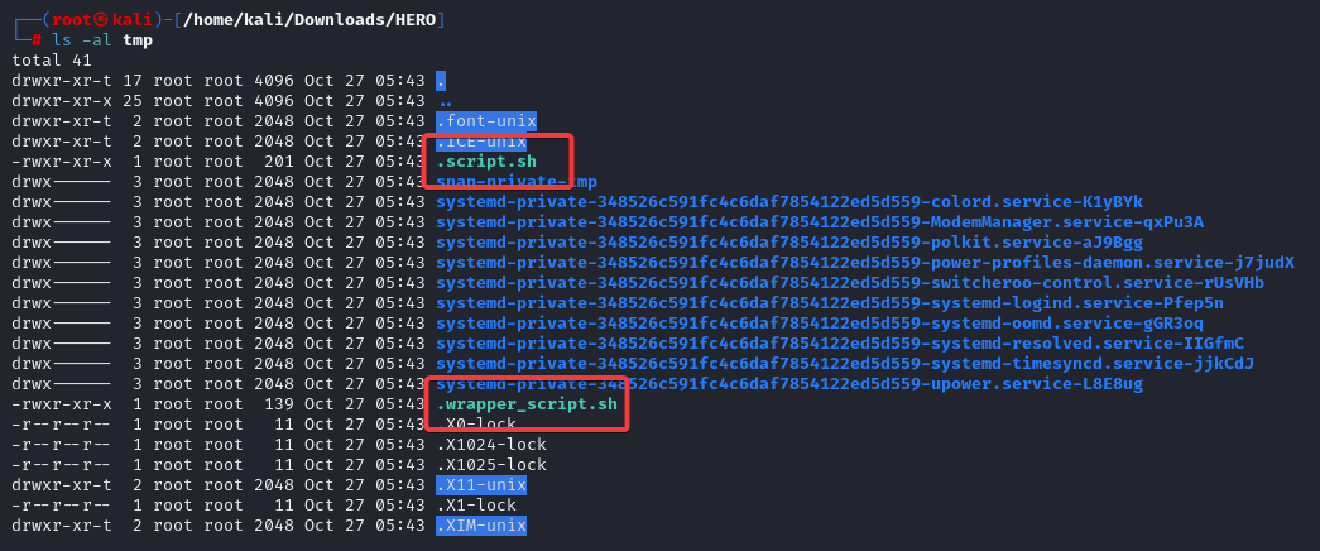 ┌──(root㉿kali)-[/home/kali/Downloads/HERO]
└─# ls -al tmp
total 41
drwxr-xr-t 17 root root 4096 Oct 27 05:43 .
drwxr-xr-x 25 root root 4096 Oct 27 05:43 ..
drwxr-xr-t  2 root root 2048 Oct 27 05:43 .font-unix
drwxr-xr-t  2 root root 2048 Oct 27 05:43 .ICE-unix
-rwxr-xr-x  1 root root  201 Oct 27 05:43 .script.sh
drwx------  3 root root 2048 Oct 27 05:43 snap-private-tmp
drwx------  3 root root 2048 Oct 27 05:43 systemd-private-348526c591fc4c6daf7854122ed5d559-colord.service-K1yBYk
drwx------  3 root root 2048 Oct 27 05:43 systemd-private-348526c591fc4c6daf7854122ed5d559-ModemManager.service-qxPu3A
drwx------  3 root root 2048 Oct 27 05:43 systemd-private-348526c591fc4c6daf7854122ed5d559-polkit.service-aJ9Bgg
drwx------  3 root root 2048 Oct 27 05:43 systemd-private-348526c591fc4c6daf7854122ed5d559-power-profiles-daemon.service-j7judX
drwx------  3 root root 2048 Oct 27 05:43 systemd-private-348526c591fc4c6daf7854122ed5d559-switcheroo-control.service-rUsVHb
drwx------  3 root root 2048 Oct 27 05:43 systemd-private-348526c591fc4c6daf7854122ed5d559-systemd-logind.service-Pfep5n
drwx------  3 root root 2048 Oct 27 05:43 systemd-private-348526c591fc4c6daf7854122ed5d559-systemd-oomd.service-gGR3oq
drwx------  3 root root 2048 Oct 27 05:43 systemd-private-348526c591fc4c6daf7854122ed5d559-systemd-resolved.service-IIGfmC
drwx------  3 root root 2048 Oct 27 05:43 systemd-private-348526c591fc4c6daf7854122ed5d559-systemd-timesyncd.service-jjkCdJ
drwx------  3 root root 2048 Oct 27 05:43 systemd-private-348526c591fc4c6daf7854122ed5d559-upower.service-L8E8ug
-rwxr-xr-x  1 root root  139 Oct 27 05:43 .wrapper_script.sh
-r--r--r--  1 root root   11 Oct 27 05:43 .X0-lock
-r--r--r--  1 root root   11 Oct 27 05:43 .X1024-lock
-r--r--r--  1 root root   11 Oct 27 05:43 .X1025-lock
drwxr-xr-t  2 root root 2048 Oct 27 05:43 .X11-unix
-r--r--r--  1 root root   11 Oct 27 05:43 .X1-lock
drwxr-xr-t  2 root root 2048 Oct 27 05:43 .XIM-unix